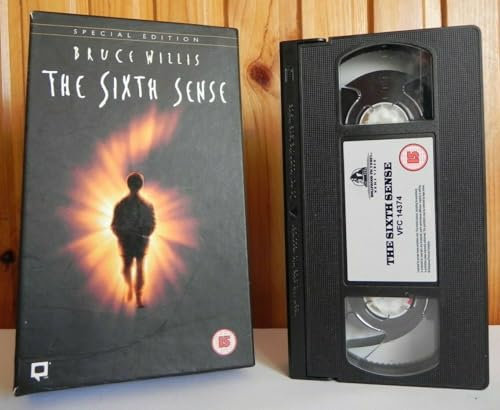 SPECIAL EDITION
BRUCE WILLIS
THE SIXTH SENSE
15
15
THE SIXTH SENSE
VFC 14374